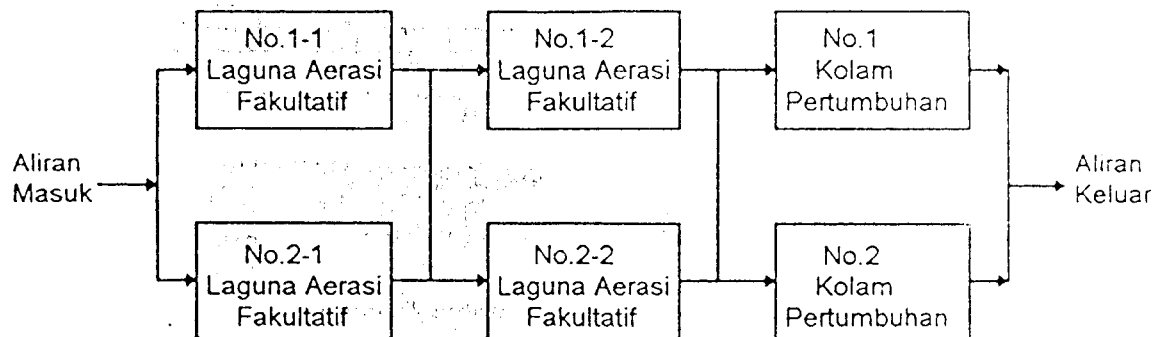 No.1-1
Laguna Aerasi
Fakultatif
No.1-2
Laguna Aerasi
Fakultatif
No.1
Kolam
Pertumbuhan
Aliran
Masuk
Aliran
Keluar
No.2-1
Laguna Aerasi
Fakultatif
No.2-2
Laguna Aerasi
Fakultatif
No.2
Kolam
Pertumbuhan